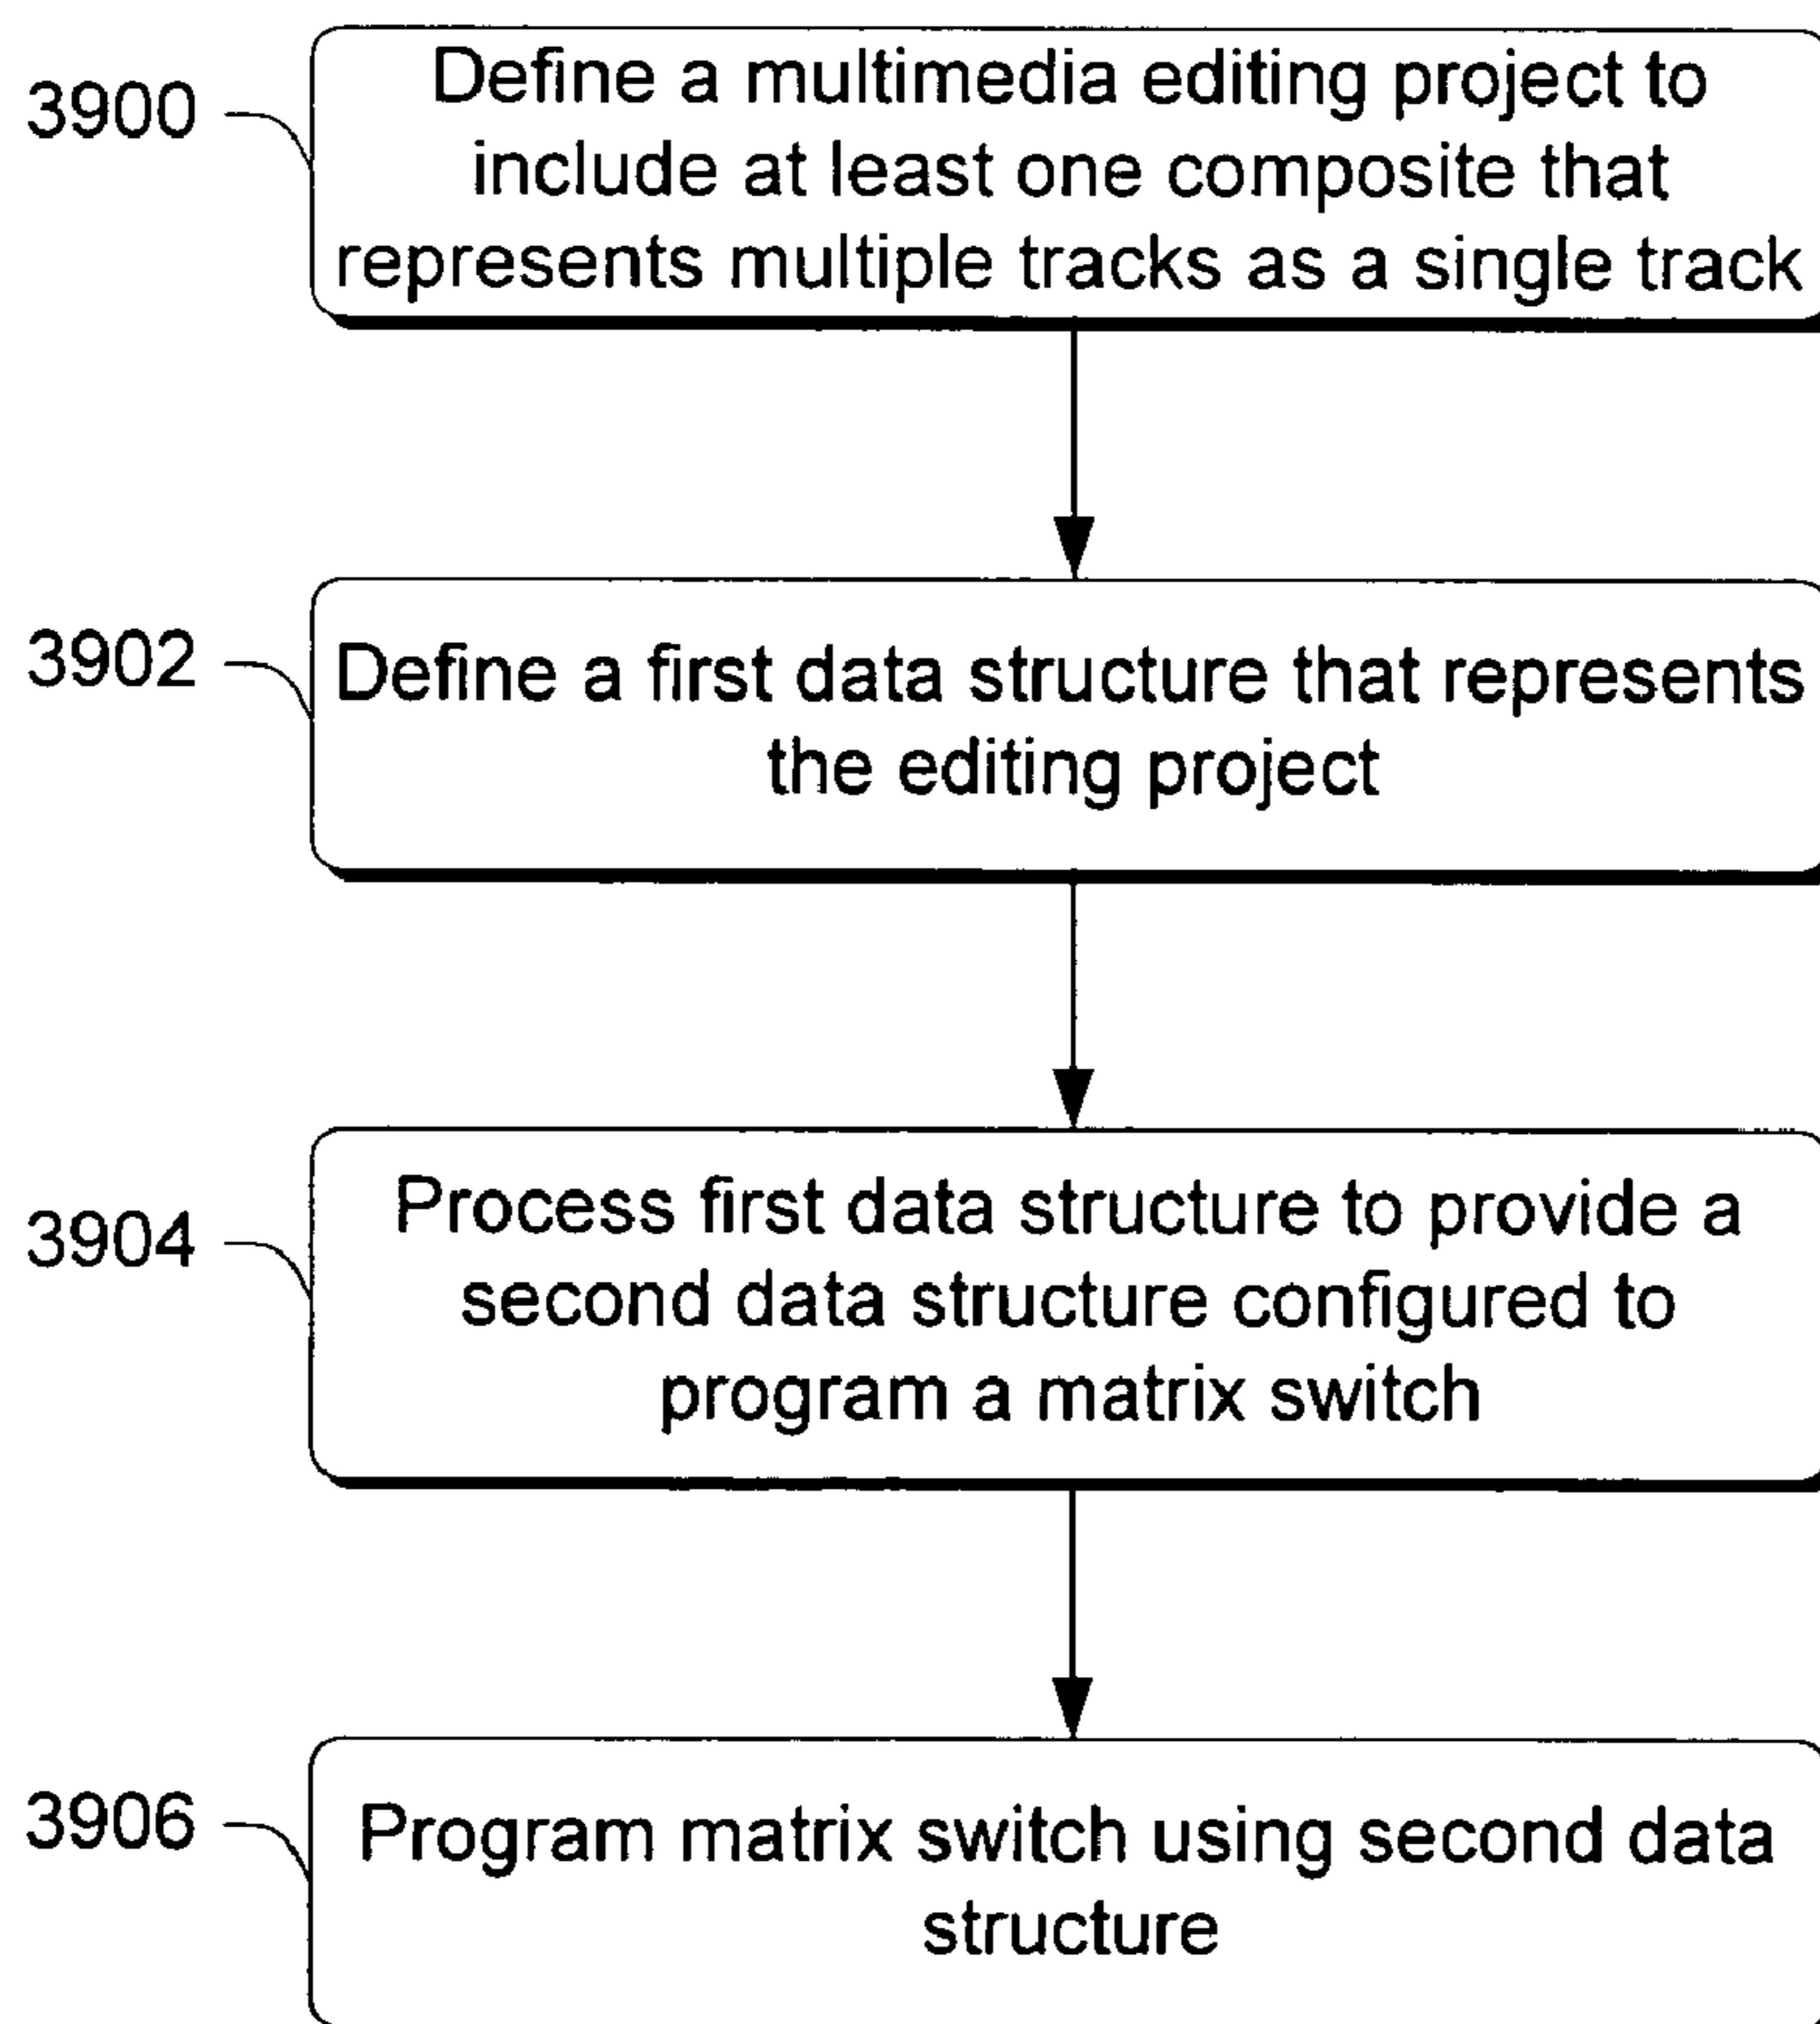 3900
Define a multimedia editing project to
include at least one composite that
represents multiple tracks as a single track
3902
Define a first data structure that represents
the editing project
3904
Process first data structure to provide a
second data structure configured to
program a matrix switch
3906
Program matrix switch using second data
structure